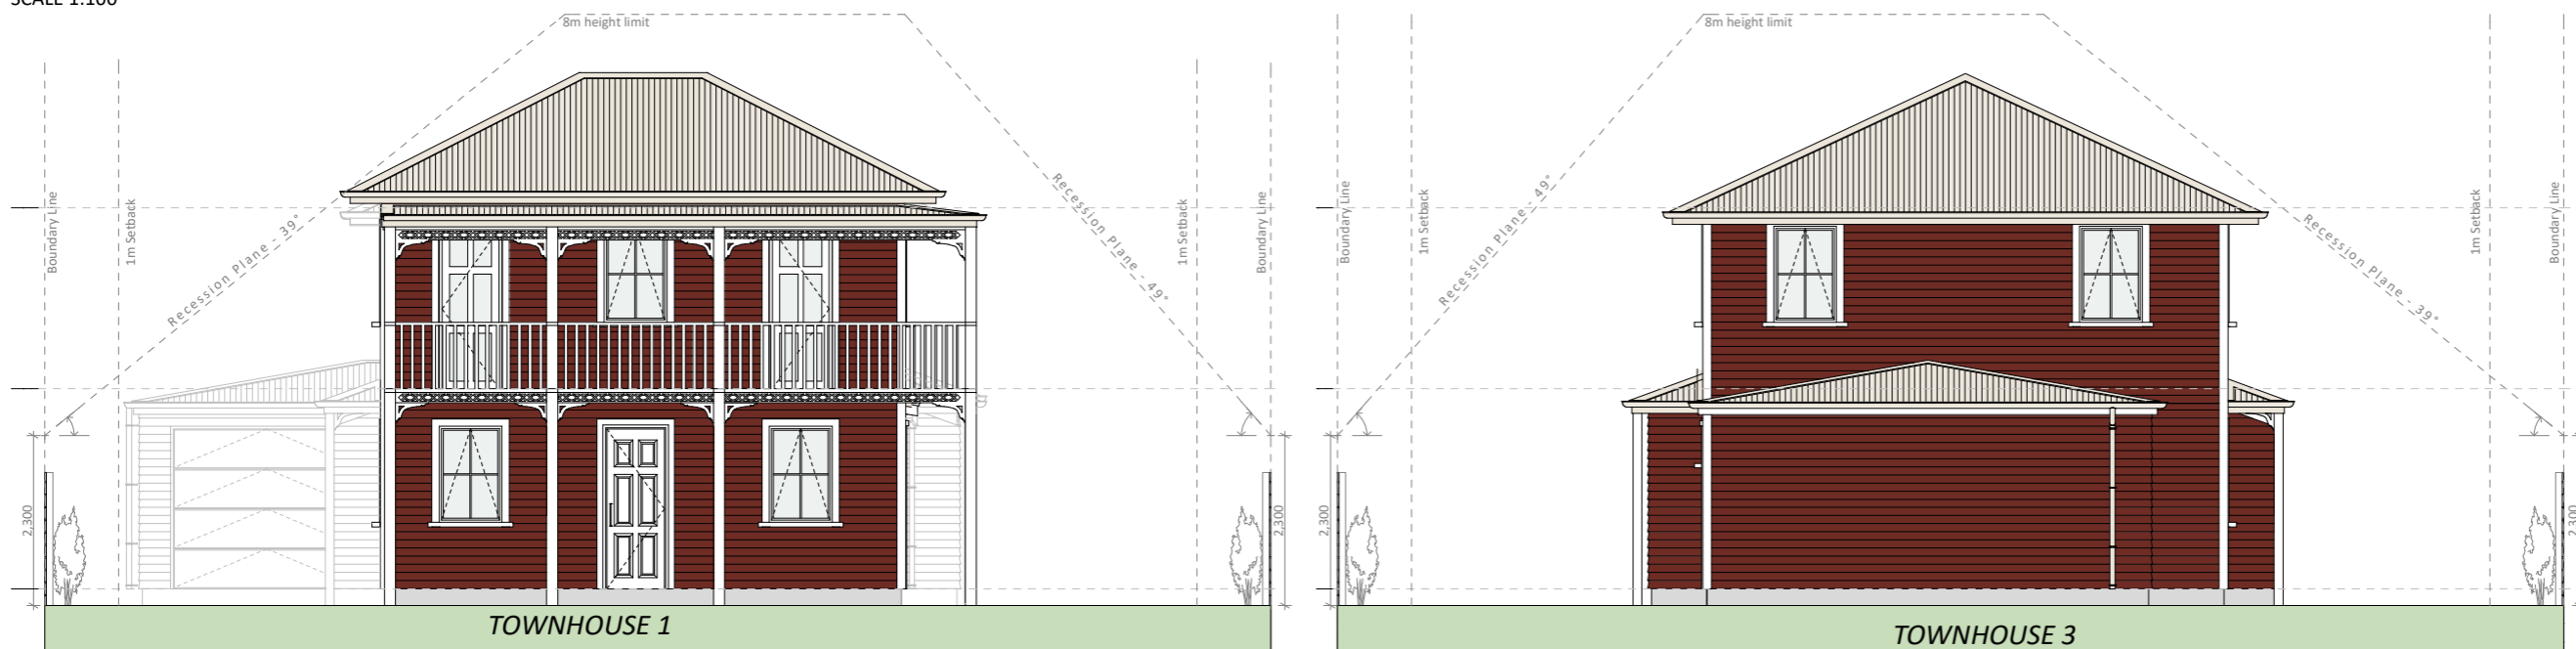 SCALE 1:100
8m height limit
Boundary Line
1m Setback
Recession Plane - 39°
Recession Plane - 49°
1m Setback
Boundary Line
2,300
2,300
TOWNHOUSE 1
8m height limit
Boundary Line
1m Setback
Recession Plane - 49°
Recession Plane - 39°
1m Setback
Boundary Line
2,300
2,300
TOWNHOUSE 3